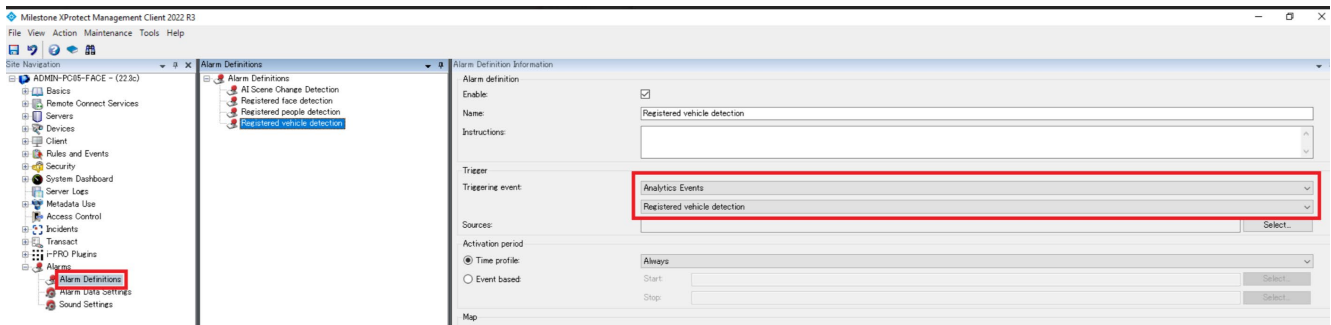 Milestone XProtect Management Client 2022 R3
File View Action Maintenance Tools Help
Site Navigation
ADMIN-PC05-FACE - (22.3c)
Basics
Remote Connect Services
Servers
Devices
Client
Rules and Events
Security
System Dashboard
Server Logs
Metadata Use
Access Control
Incidents
Transact
i-PRO Plugins
Alarms
Alarm Definitions
Alarm Data Settings
Sound Settings
Alarm Definitions
Alarm Definitions
AI Scene Change Detection
Registered face detection
Registered people detection
Registered vehicle detection
Alarm Definition Information
Alarm definition
Enable:
Name: Registered vehicle detection
Instructions:
Trigger
Triggering event: Analytics Events
Registered vehicle detection
Sources: Select...
Activation period
Time profile: Always
Event based: Start: Select...
Stop: Select...
Map